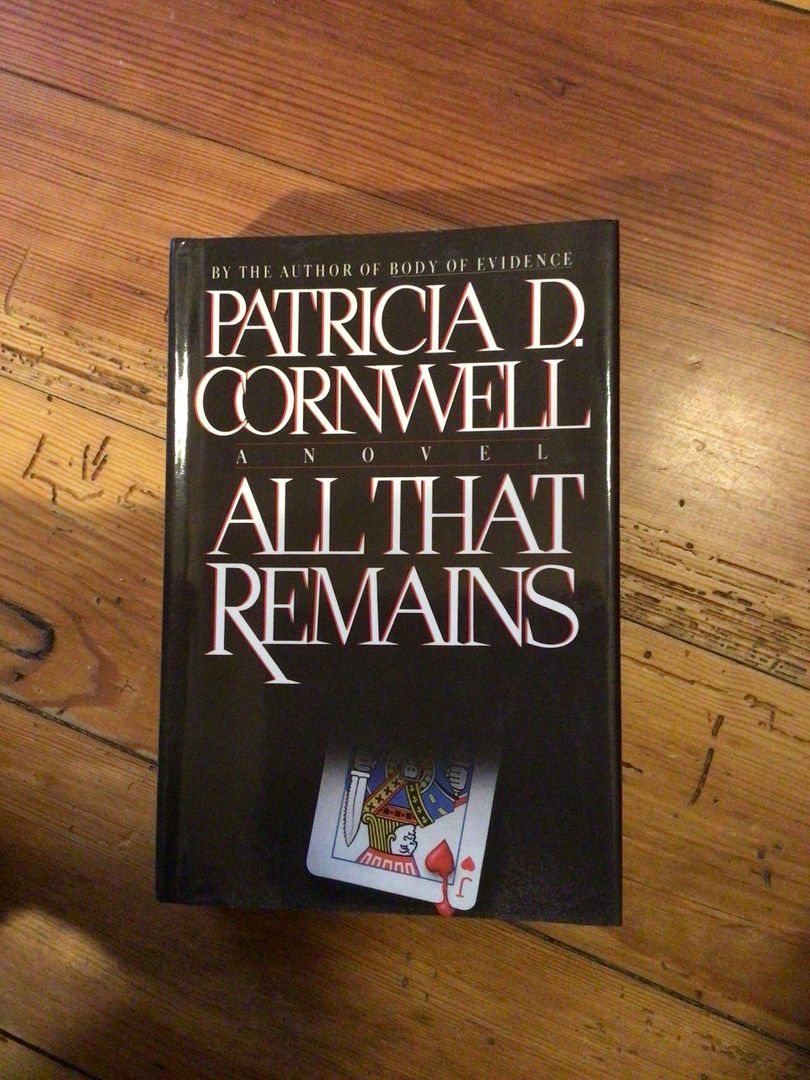 BY THE AUTHOR OF BODY OF EVIDENCE
PATRICIA D.
CORNWELL
A NOVEL
ALL THAT
REMAINS
J